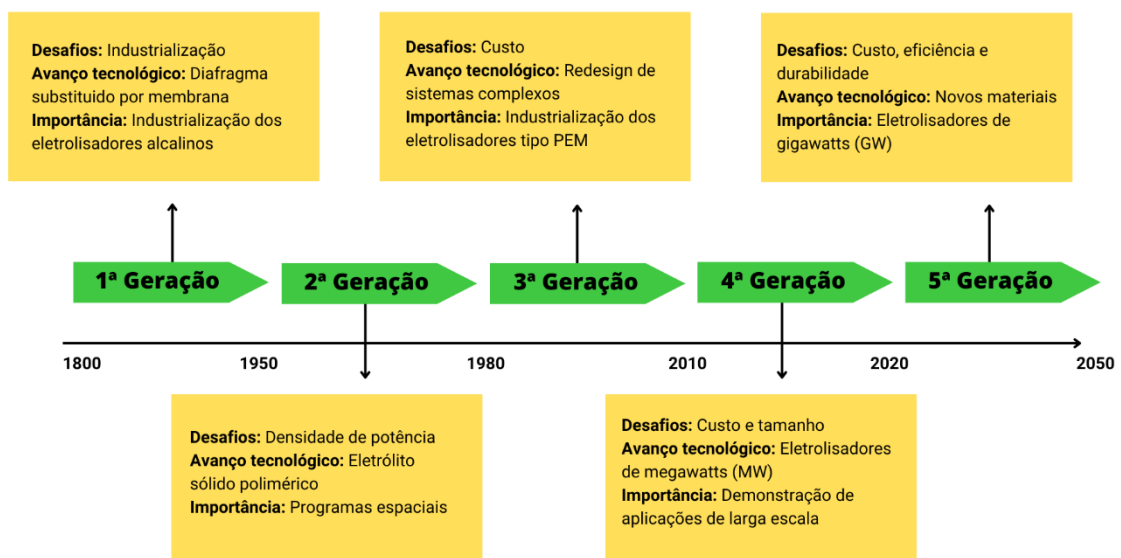 Desafios: Industrialização
Avanço tecnológico: Diafragma
substituido por membrana
Importância: Industrialização dos
eletrolisadores alcalinos
Desafios: Custo
Avanço tecnológico: Redesign de
sistemas complexos
Importância: Industrialização dos
eletrolisadores tipo PEM
Desafios: Custo, eficiência e
durabilidade
Avanço tecnológico: Novos materiais
Importância: Eletrolisadores de
gigawatts (GW)
1ª Geração
2ª Geração
3ª Geração
4ª Geração
5ª Geração
1800
1950
1980
2010
2020
2050
Desafios: Densidade de potência
Avanço tecnológico: Eletrólito
sólido polimérico
Importância: Programas espaciais
Desafios: Custo e tamanho
Avanço tecnológico: Eletrolisadores
de megawatts (MW)
Importância: Demonstração de
aplicações de larga escala